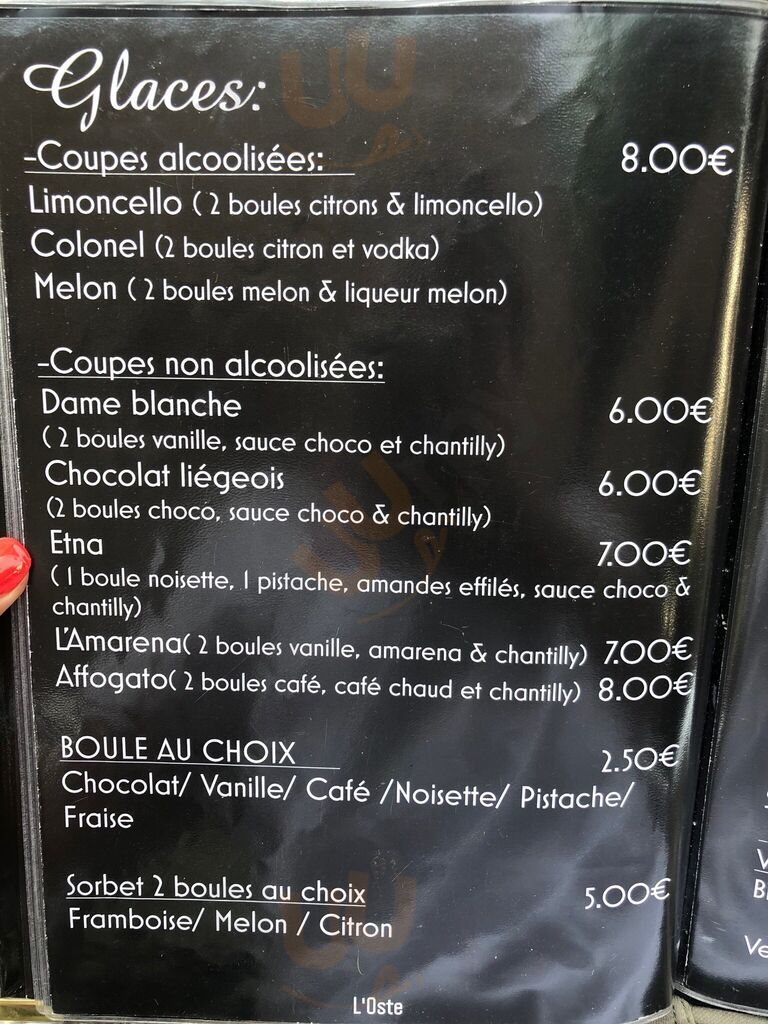 Glaces:
-Coupes alcoolisées: 8.00€
Limoncello ( 2 boules citrons & limoncello)
Colonel (2 boules citron et vodka)
Melon ( 2 boules melon & liqueur melon)
-Coupes non alcoolisées:
Dame blanche 6.00€
( 2 boules vanille, sauce choco et chantilly)
Chocolat liégeois 6.00€
(2 boules choco, sauce choco & chantilly)
Etna 7.00€
( 1 boule noisette, 1 pistache, amandes effilés, sauce choco &
chantilly)
L'Amarena( 2 boules vanille, amarena & chantilly) 7.00€
Affogato( 2 boules café, café chaud et chantilly) 8.00€
BOULE AU CHOIX 2.50€
Chocolat/ Vanille/ Café /Noisette/ Pistache/
Fraise
Sorbet 2 boules au choix 5.00€
Framboise/ Melon / Citron
L'Oste